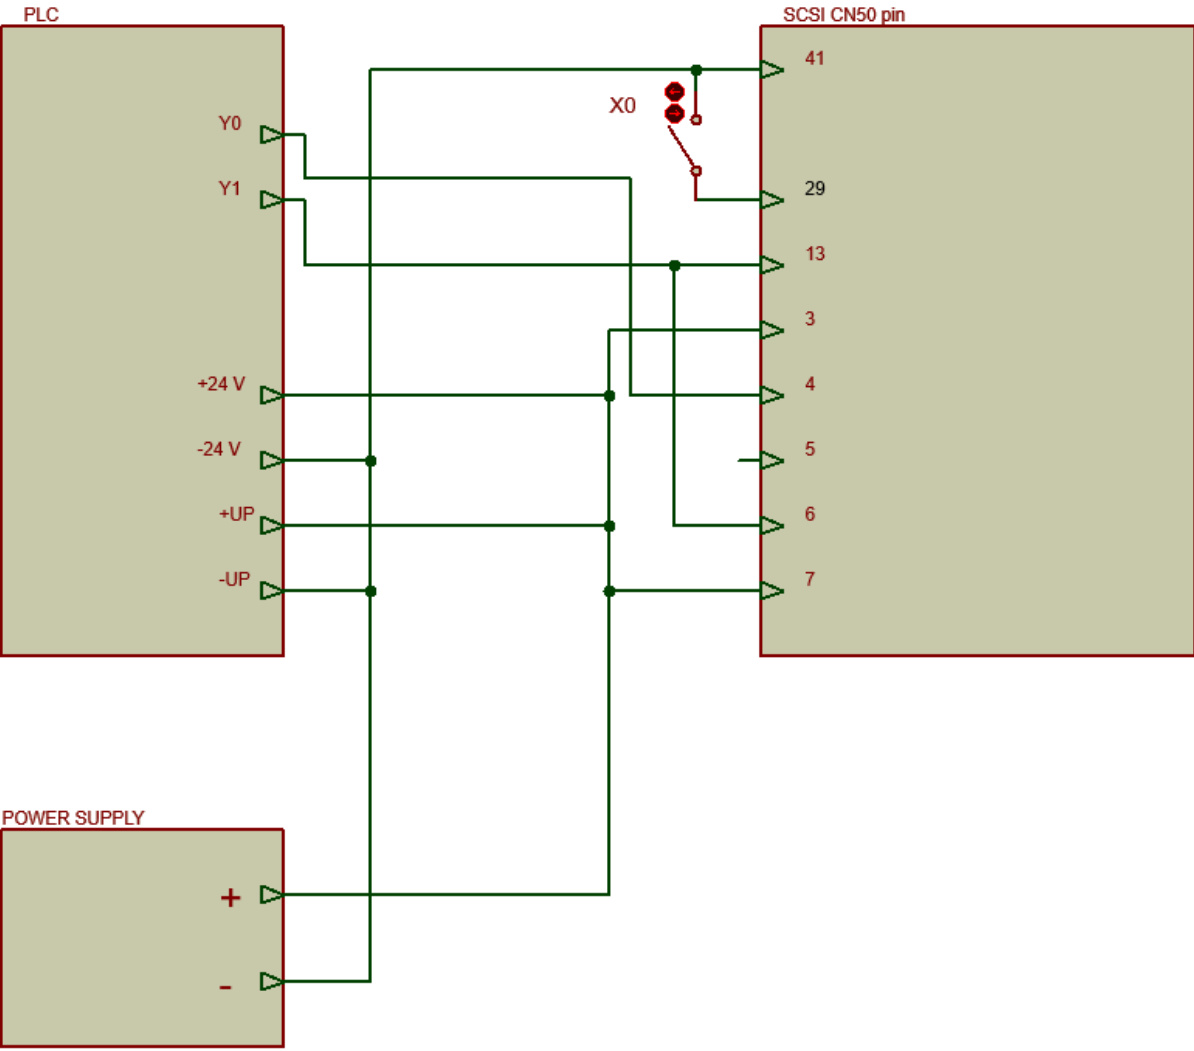 PLC
SCSI CN50 pin
41
X0
Y0
Y1
29
13
3
+24 V
4
-24 V
5
+UP
6
-UP
7
POWER SUPPLY
+
-